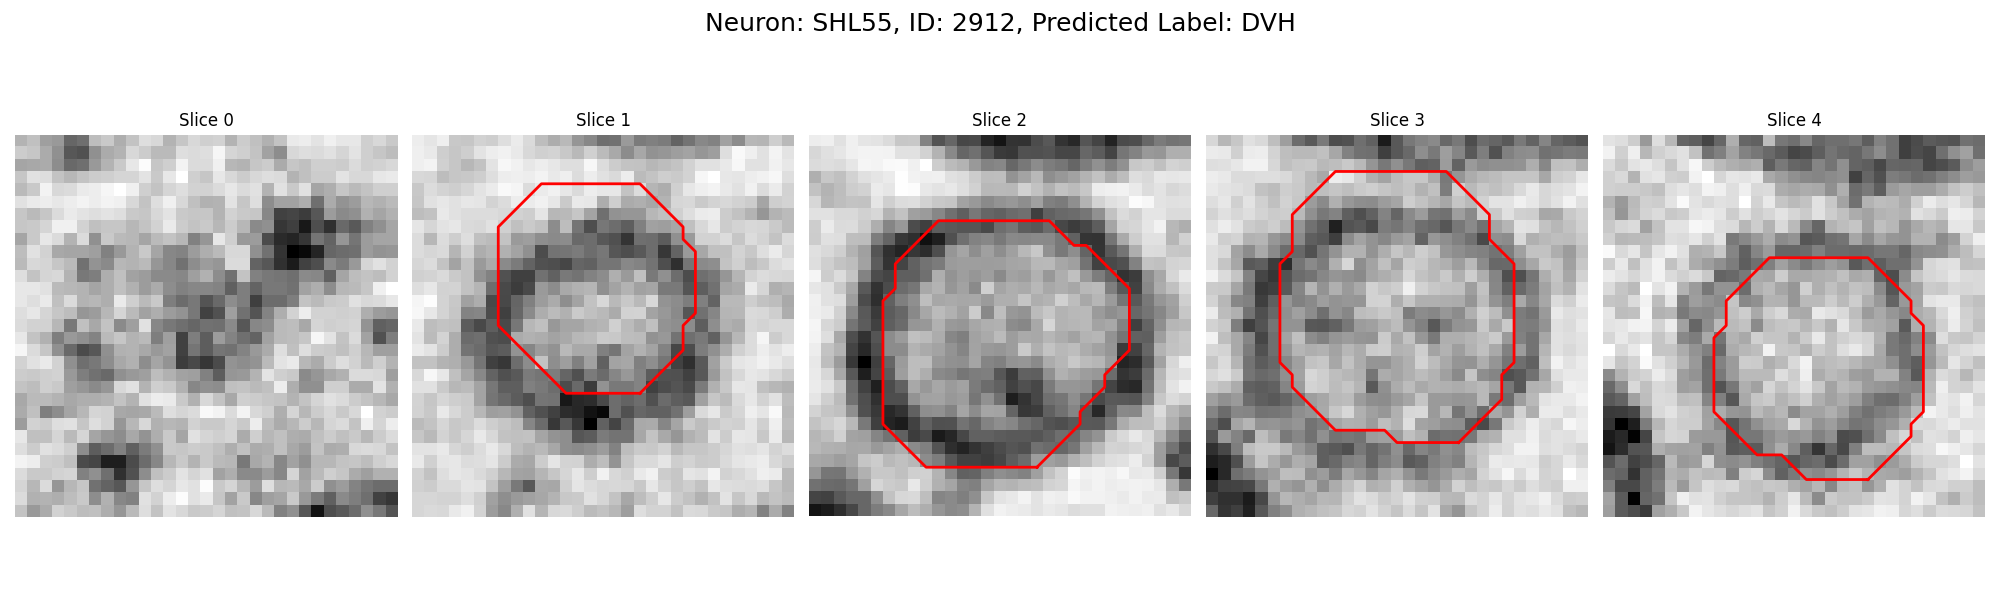 Neuron: SHL55, ID: 2912, Predicted Label: DVH
Slice 0
Slice 1
Slice 2
Slice 3
Slice 4